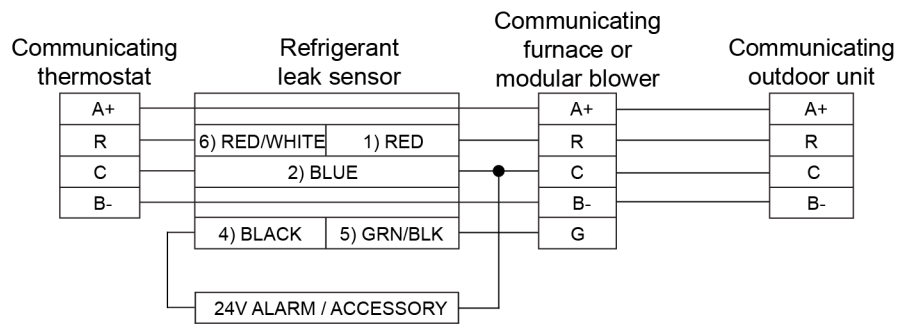 Communicating
thermostat
Refrigerant
leak sensor
Communicating
furnace or
modular blower
Communicating
outdoor unit
A+
A+
A+
R
6) RED/WHITE
1) RED
R
R
C
2) BLUE
C
C
B-
B-
B-
4) BLACK
5) GRN/BLK
G
24V ALARM / ACCESSORY